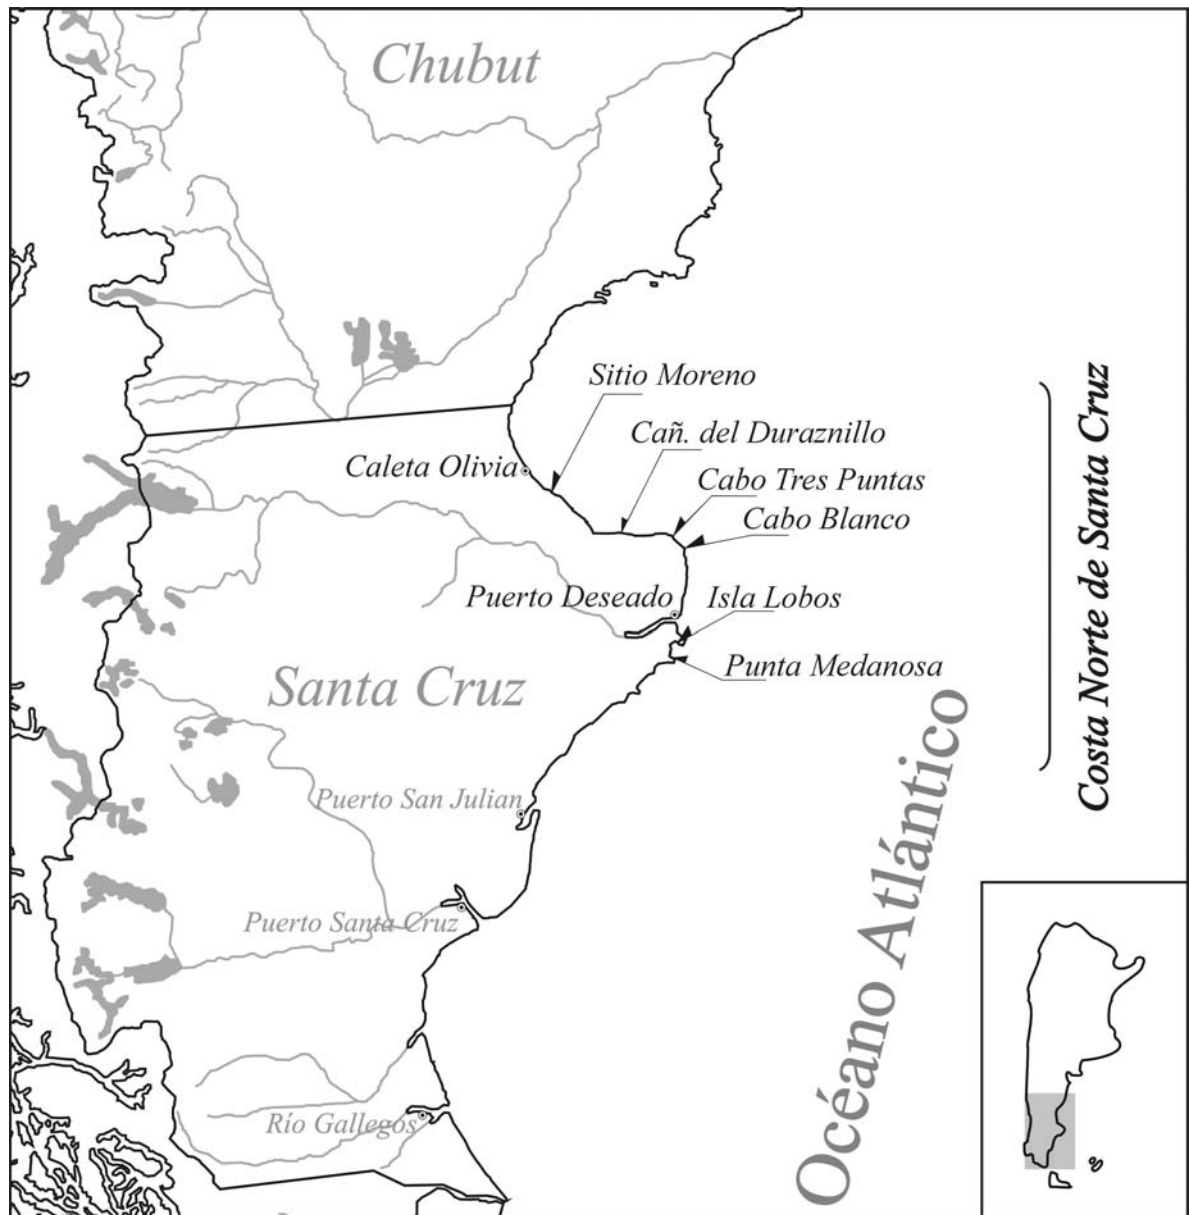 Chubut
Sitio Moreno
Cañ. del Duraznillo
Caleta Olivia
Cabo Tres Puntas
Cabo Blanco
Puerto Deseado
Isla Lobos
Punta Medanosa
Santa Cruz
Puerto San Julian
Puerto Santa Cruz
Río Gallegos
Océano Atlántico
Costa Norte de Santa Cruz